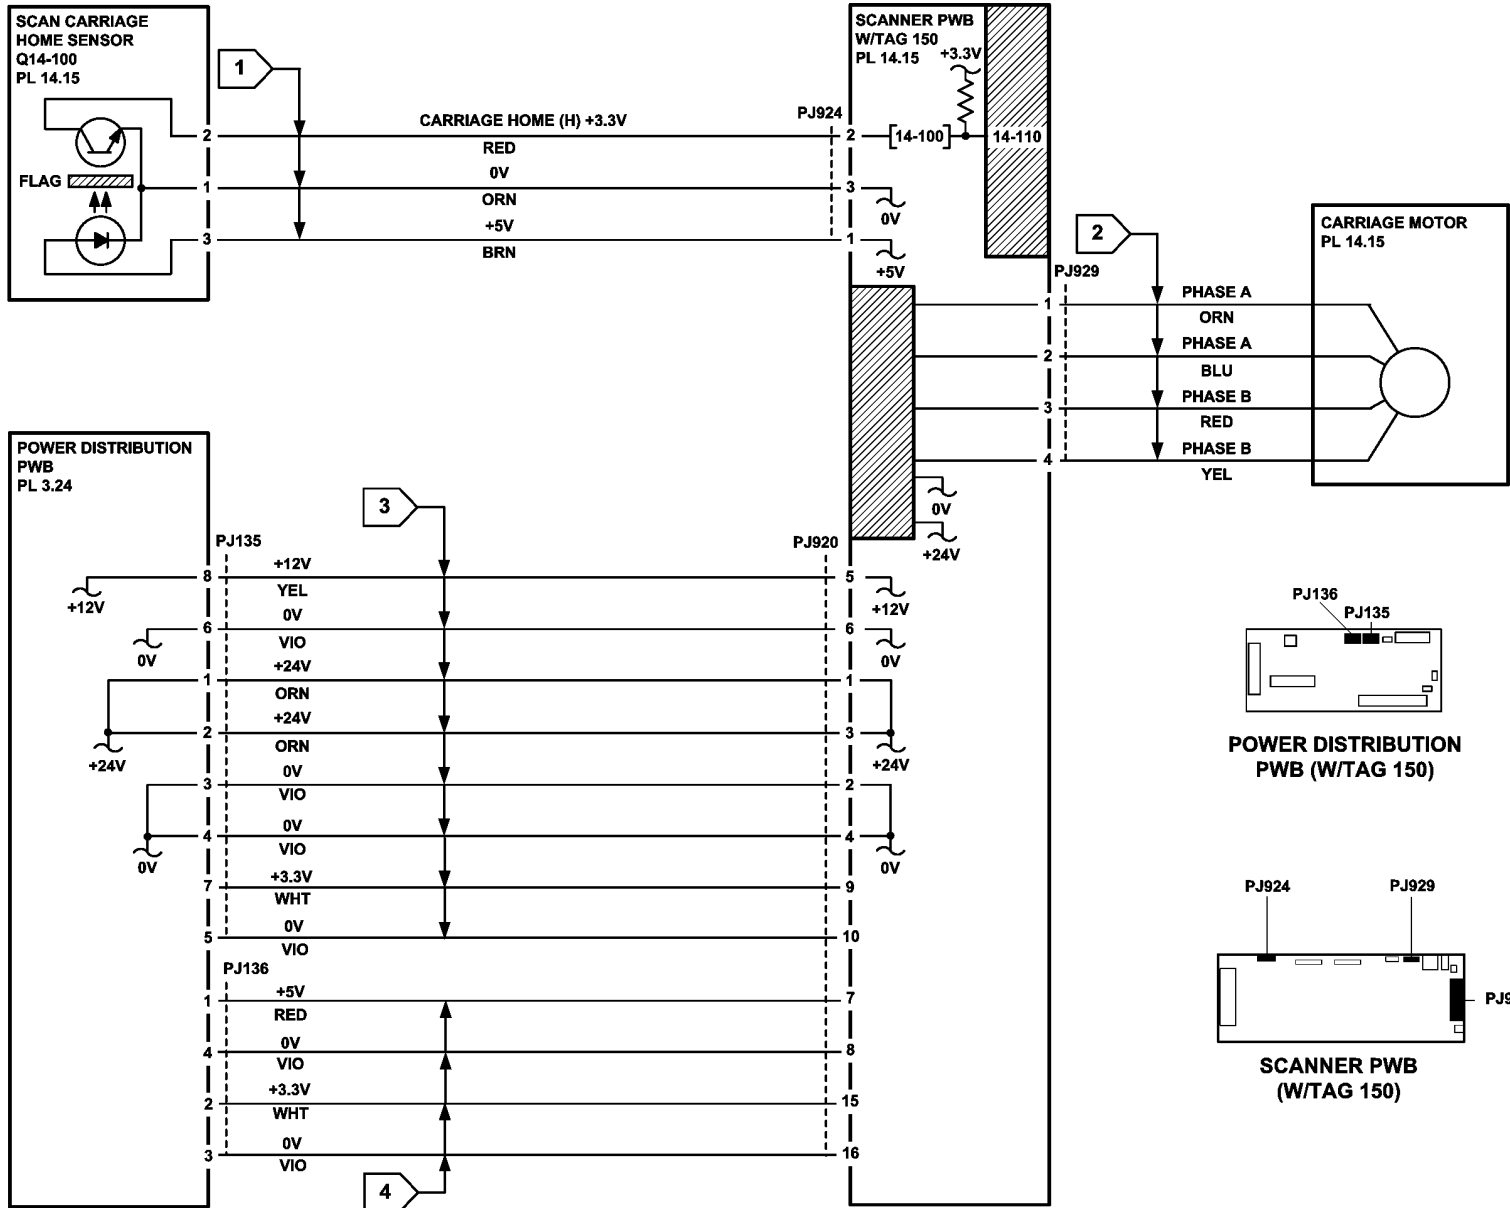 SCAN CARRIAGE
HOME SENSOR
Q14-100
PL 14.15
FLAG
2
1
3
1
CARRIAGE HOME (H) +3.3V
RED
0V
ORN
+5V
BRN
PJ924
2
3
1
SCANNER PWB
W/TAG 150
PL 14.15
+3.3V
14-100
14-110
0V
+5V
2
PJ929
1
2
3
4
PHASE A
ORN
PHASE A
BLU
PHASE B
RED
PHASE B
YEL
CARRIAGE MOTOR
PL 14.15
0V
+24V
POWER DISTRIBUTION
PWB
PL 3.24
3
PJ135
PJ920
+12V
8
+12V
YEL
5
+12V
0V
6
0V
VIO
6
0V
1
+24V
ORN
1
+24V
2
+24V
ORN
3
+24V
3
0V
VIO
2
0V
4
0V
VIO
4
0V
7
+3.3V
WHT
9
5
0V
VIO
10
PJ136
1
+5V
RED
7
4
0V
VIO
8
2
+3.3V
WHT
15
3
0V
VIO
16
4
PJ136
PJ135
POWER DISTRIBUTION
PWB (W/TAG 150)
PJ924
PJ929
PJ9
SCANNER PWB
(W/TAG 150)